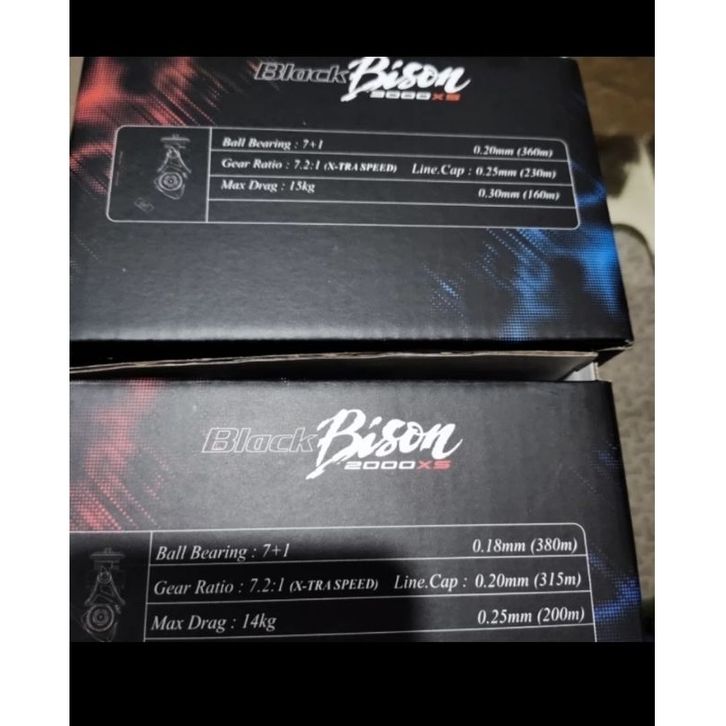 Black Bison
3000XS
Ball Bearing : 7+1 0.20mm (360m)
Gear Ratio : 7.2:1 (X-TRA SPEED) Line.Cap : 0.25mm (230m)
Max Drag : 15kg 0.30mm (160m)
Black Bison
2000XS
Ball Bearing : 7+1 0.18mm (380m)
Gear Ratio : 7.2:1 (X-TRA SPEED) Line.Cap : 0.20mm (315m)
Max Drag : 14kg 0.25mm (200m)